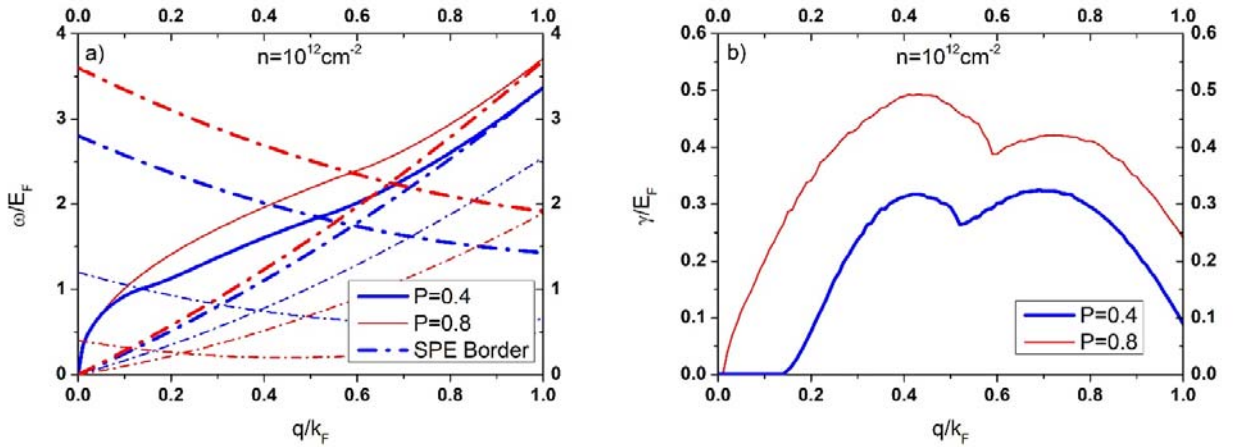 0.0 0.2 0.4 0.6 0.8 1.0
a)
n=10¹²cm⁻²
4 4
3 3
2 2
1 1
0 0
ω/E_F
P=0.4
P=0.8
SPE Border
0.0 0.2 0.4 0.6 0.8 1.0
q/k_F
0.0 0.2 0.4 0.6 0.8 1.0
b)
n=10¹²cm⁻²
0.6 0.6
0.5 0.5
0.4 0.4
0.3 0.3
0.2 0.2
0.1 0.1
0.0 0.0
γ/E_F
P=0.4
P=0.8
0.0 0.2 0.4 0.6 0.8 1.0
q/k_F